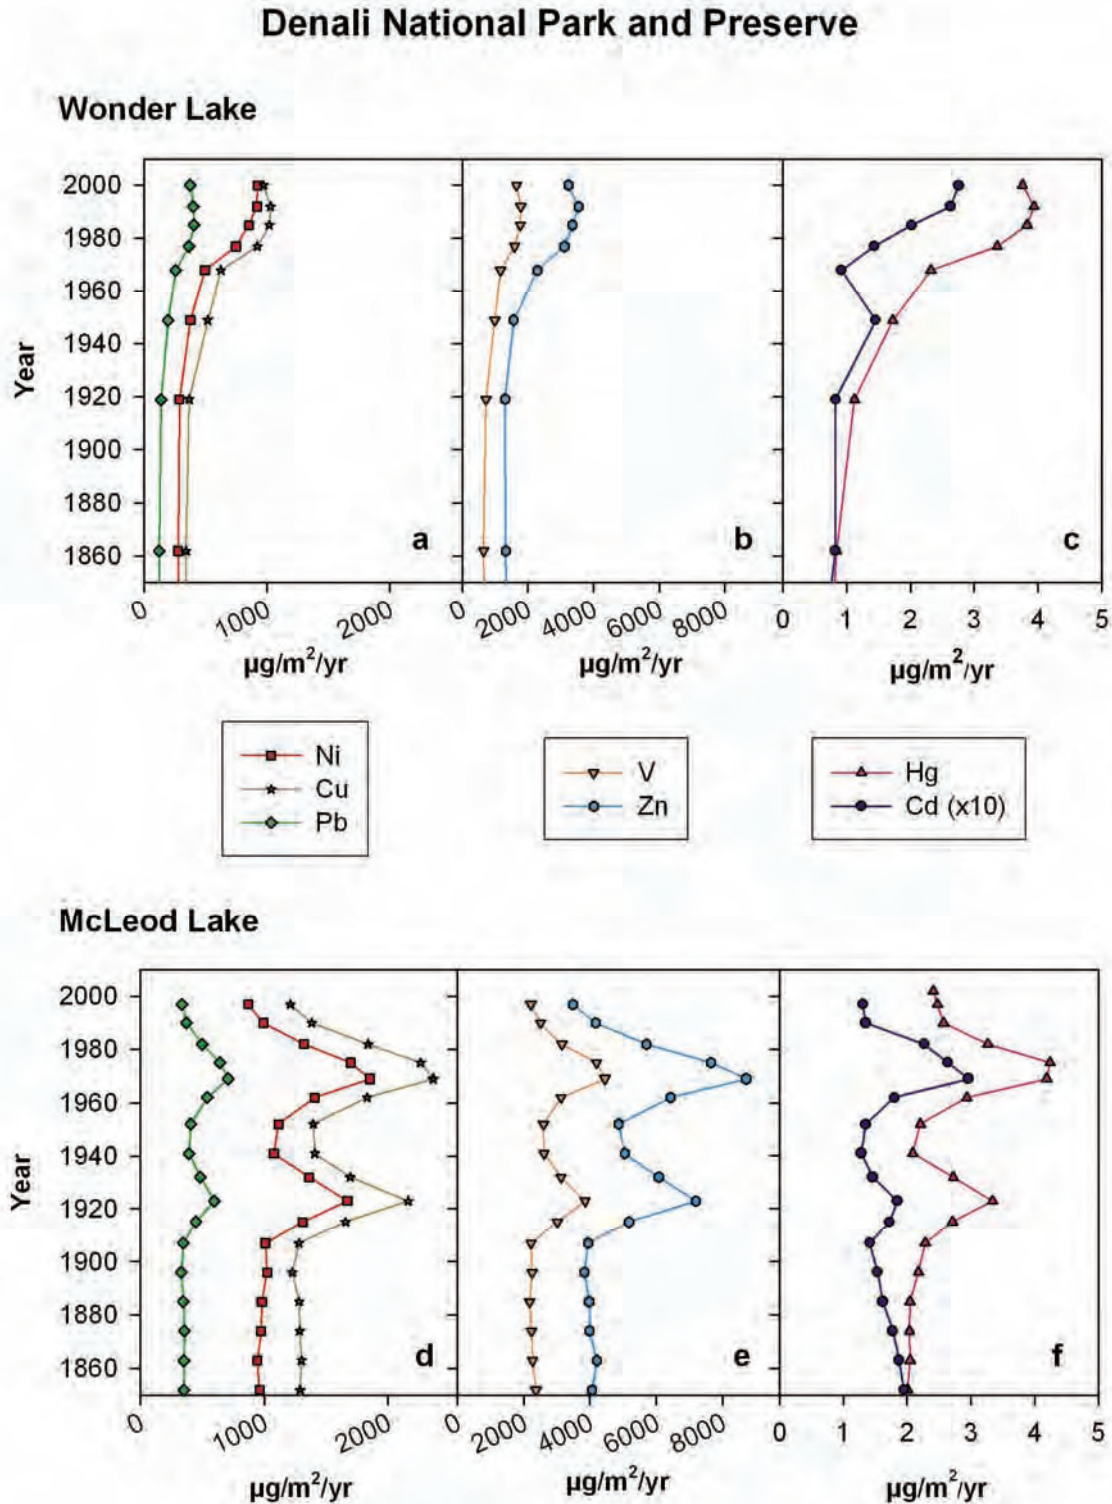 Denali National Park and Preserve
Wonder Lake
Year
2000
1980
1960
1940
1920
1900
1880
1860
a
b
c
0 1000 2000 0 2000 4000 6000 8000 0 1 2 3 4 5
µg/m²/yr µg/m²/yr µg/m²/yr
Ni
Cu
Pb
V
Zn
Hg
Cd (x10)
McLeod Lake
Year
2000
1980
1960
1940
1920
1900
1880
1860
d
e
f
0 1000 2000 0 2000 4000 6000 8000 0 1 2 3 4 5
µg/m²/yr µg/m²/yr µg/m²/yr